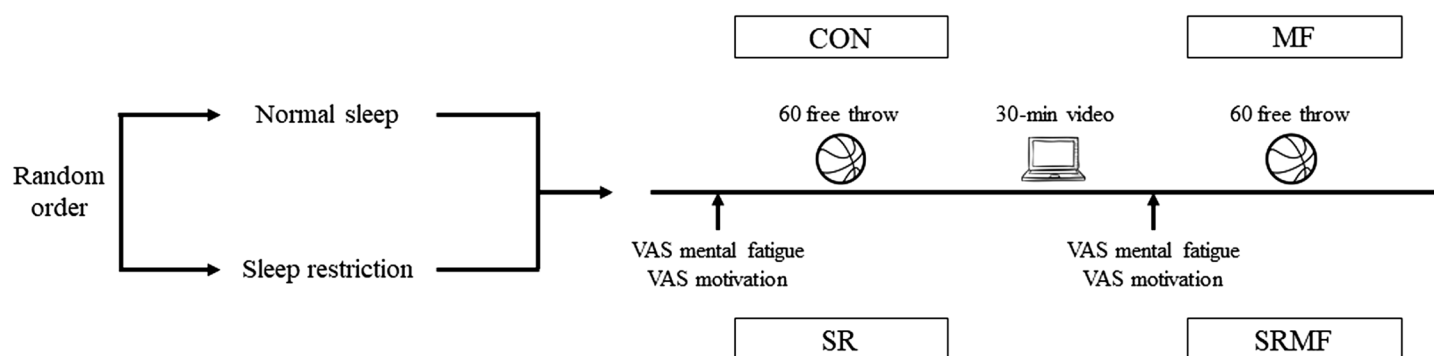 CON
MF
Normal sleep
60 free throw
30-min video
60 free throw
Random
order
VAS mental fatigue
VAS motivation
VAS mental fatigue
VAS motivation
Sleep restriction
SR
SRMF